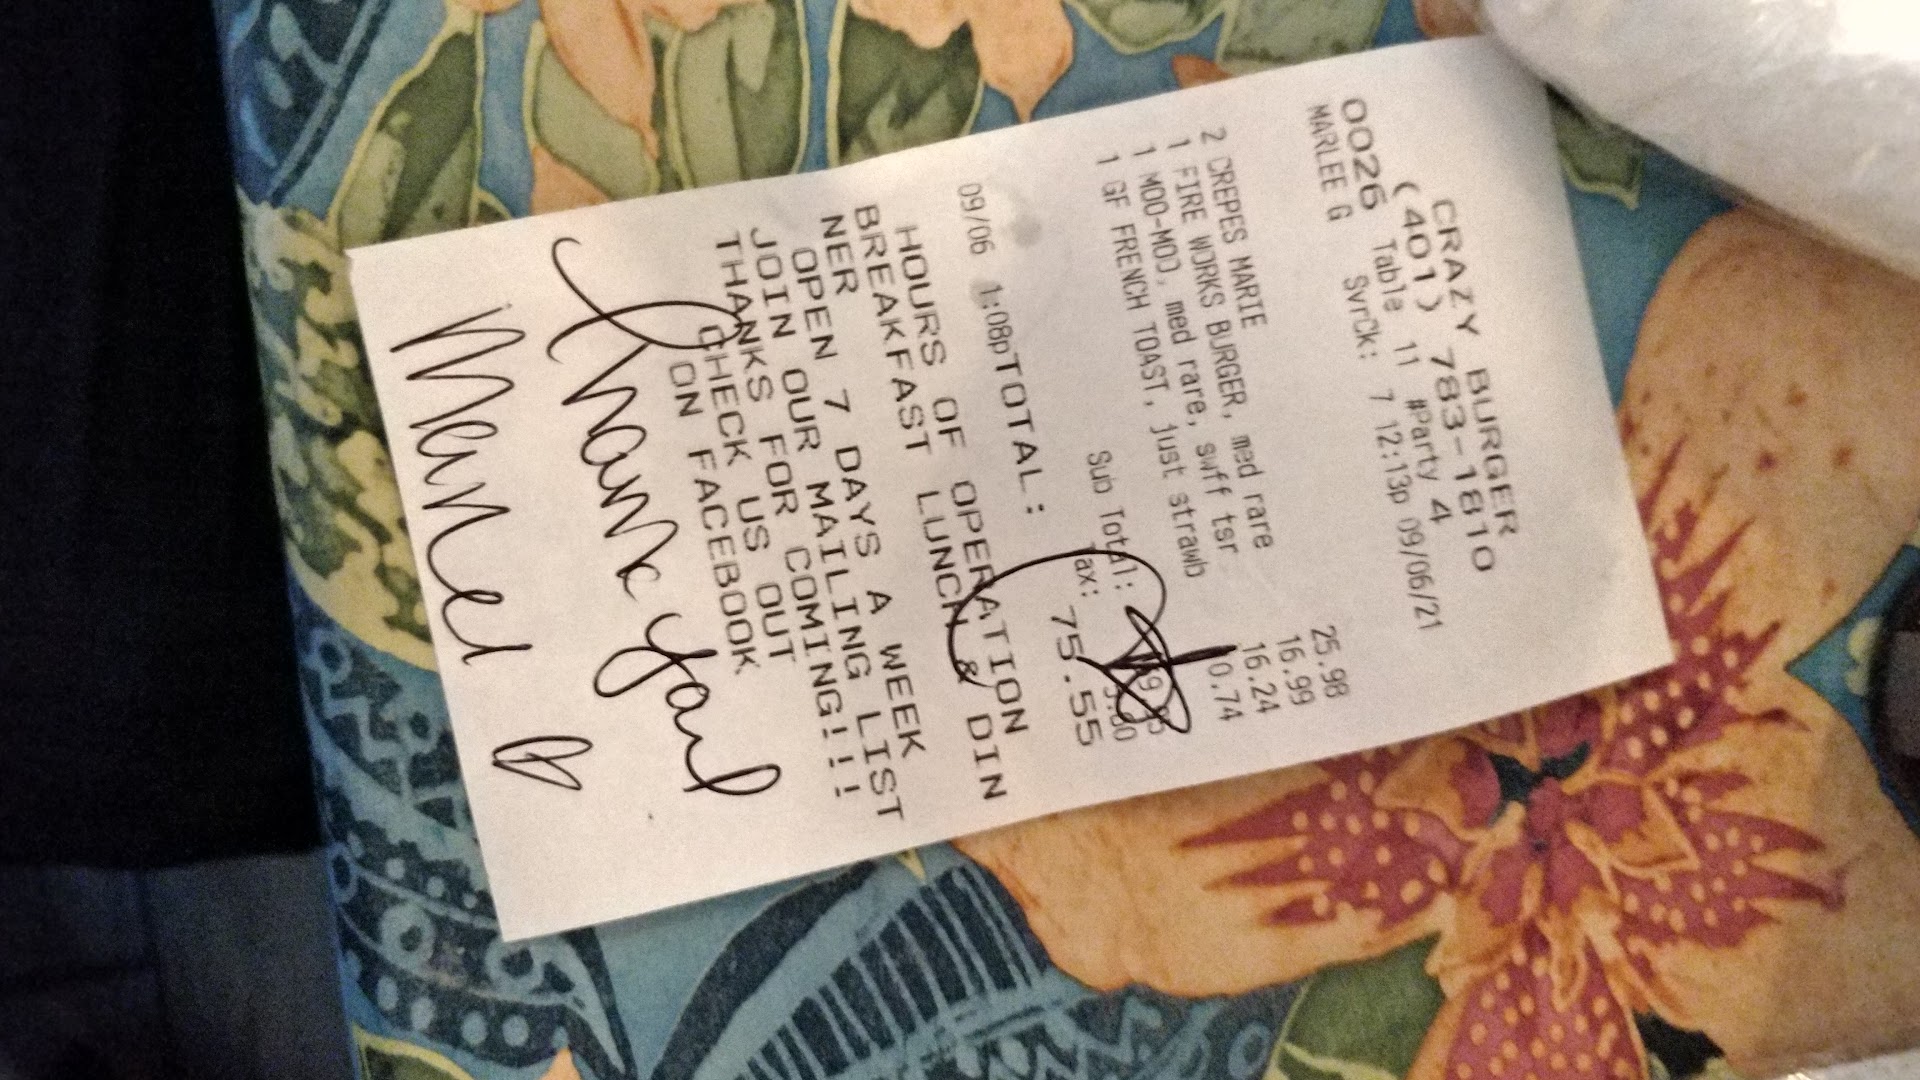 CRAZY BURGER
(401) 783-1810
0026 Table 11 #Party 4
MARLEE G SvrCk: 7 12:13p 09/06/21
2 CREPES MARIE 25.98
1 FIRE WORKS BURGER, med rare 16.99
1 MOO-MOO, med rare, swff tsr 16.24
1 GF FRENCH TOAST, just strawb 0.74
Sub Total:
Tax:
09/06 1:08pTOTAL: 75.55
HOURS OF OPERATION
BREAKFAST LUNCH & DIN
NER
OPEN 7 DAYS A WEEK
JOIN OUR MAILING LIST
THANKS FOR COMING!!!
CHECK US OUT
ON FACEBOOK
Thank you!